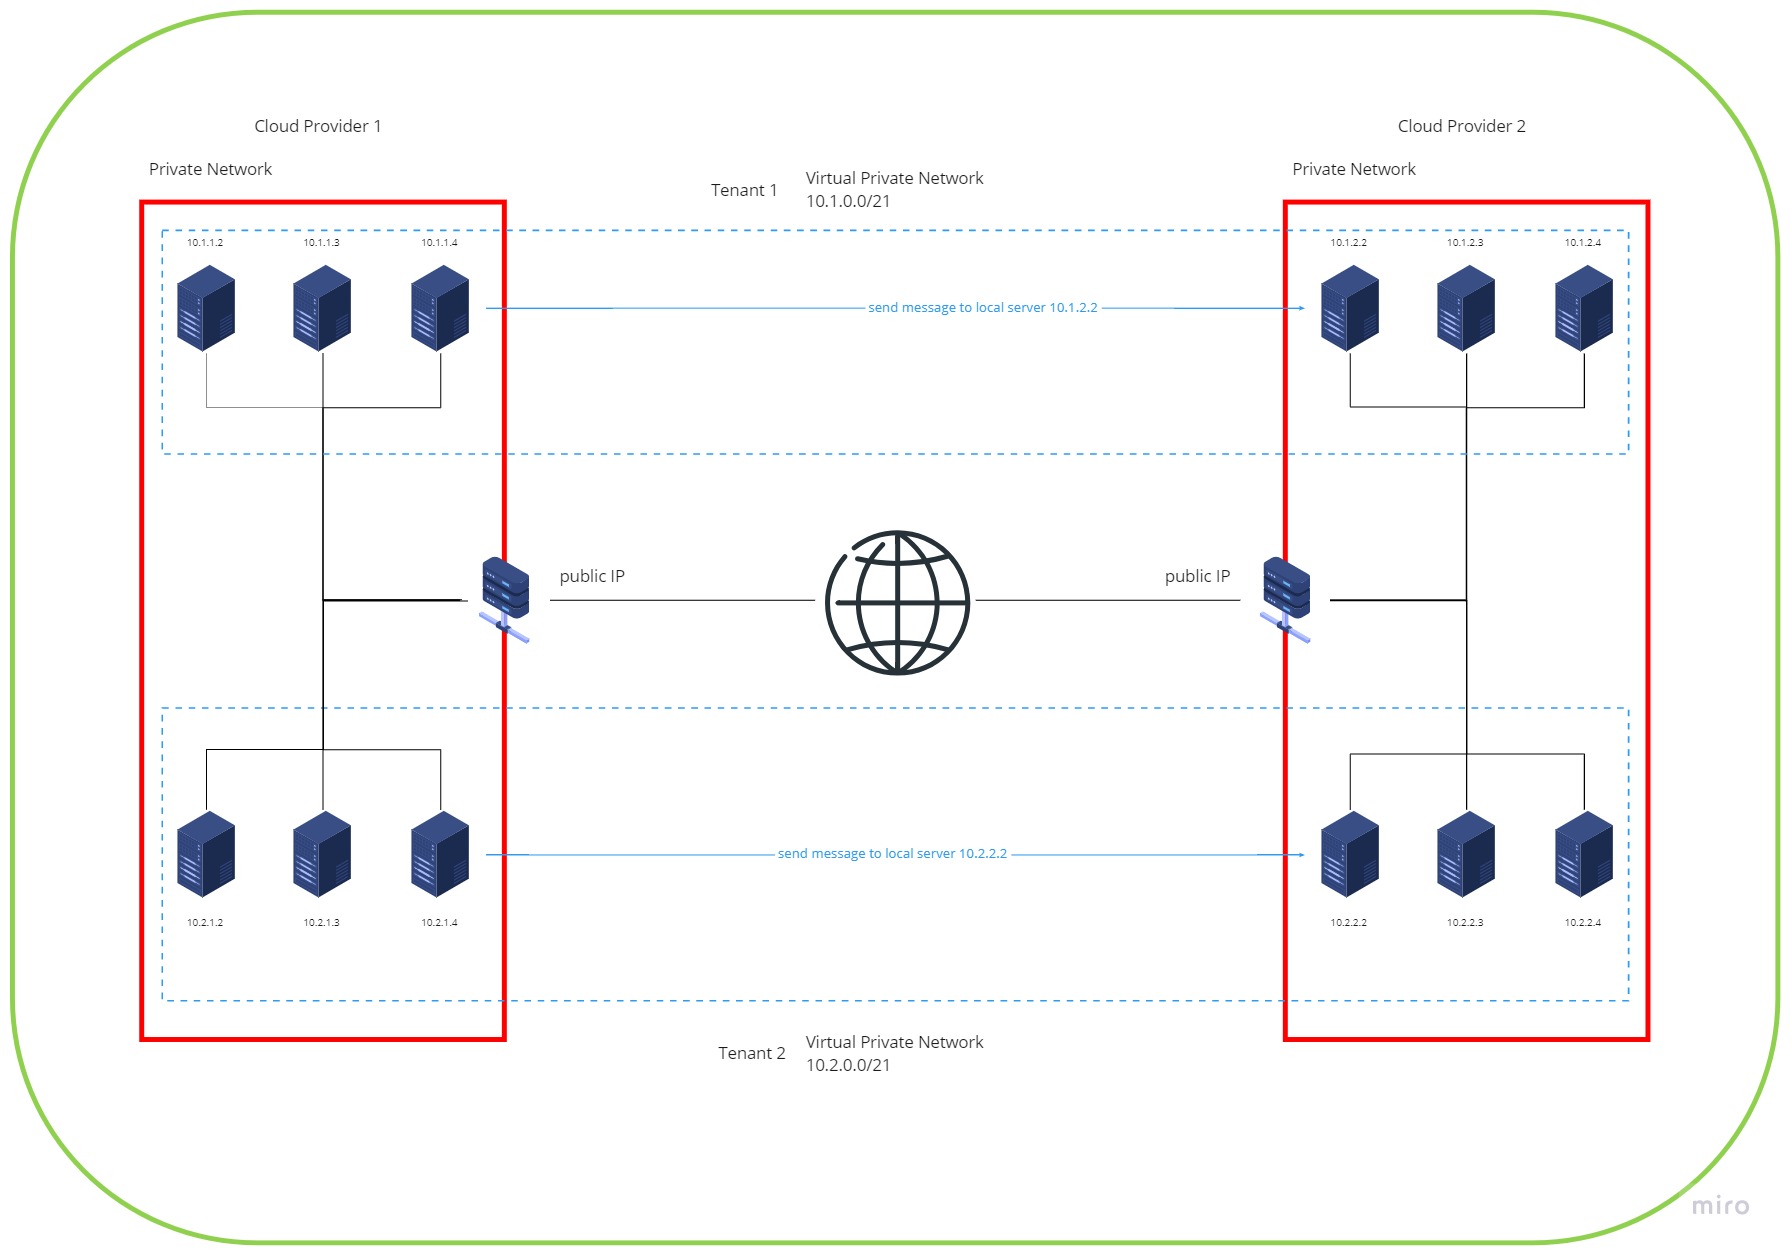 Cloud Provider 1
Cloud Provider 2
Private Network
Private Network
Tenant 1
Virtual Private Network
10.1.0.0/21
10.1.1.2
10.1.1.3
10.1.1.4
10.1.2.2
10.1.2.3
10.1.2.4
send message to local server 10.1.2.2
public IP
public IP
send message to local server 10.2.2.2
10.2.1.2
10.2.1.3
10.2.1.4
10.2.2.2
10.2.2.3
10.2.2.4
Tenant 2
Virtual Private Network
10.2.0.0/21
miro